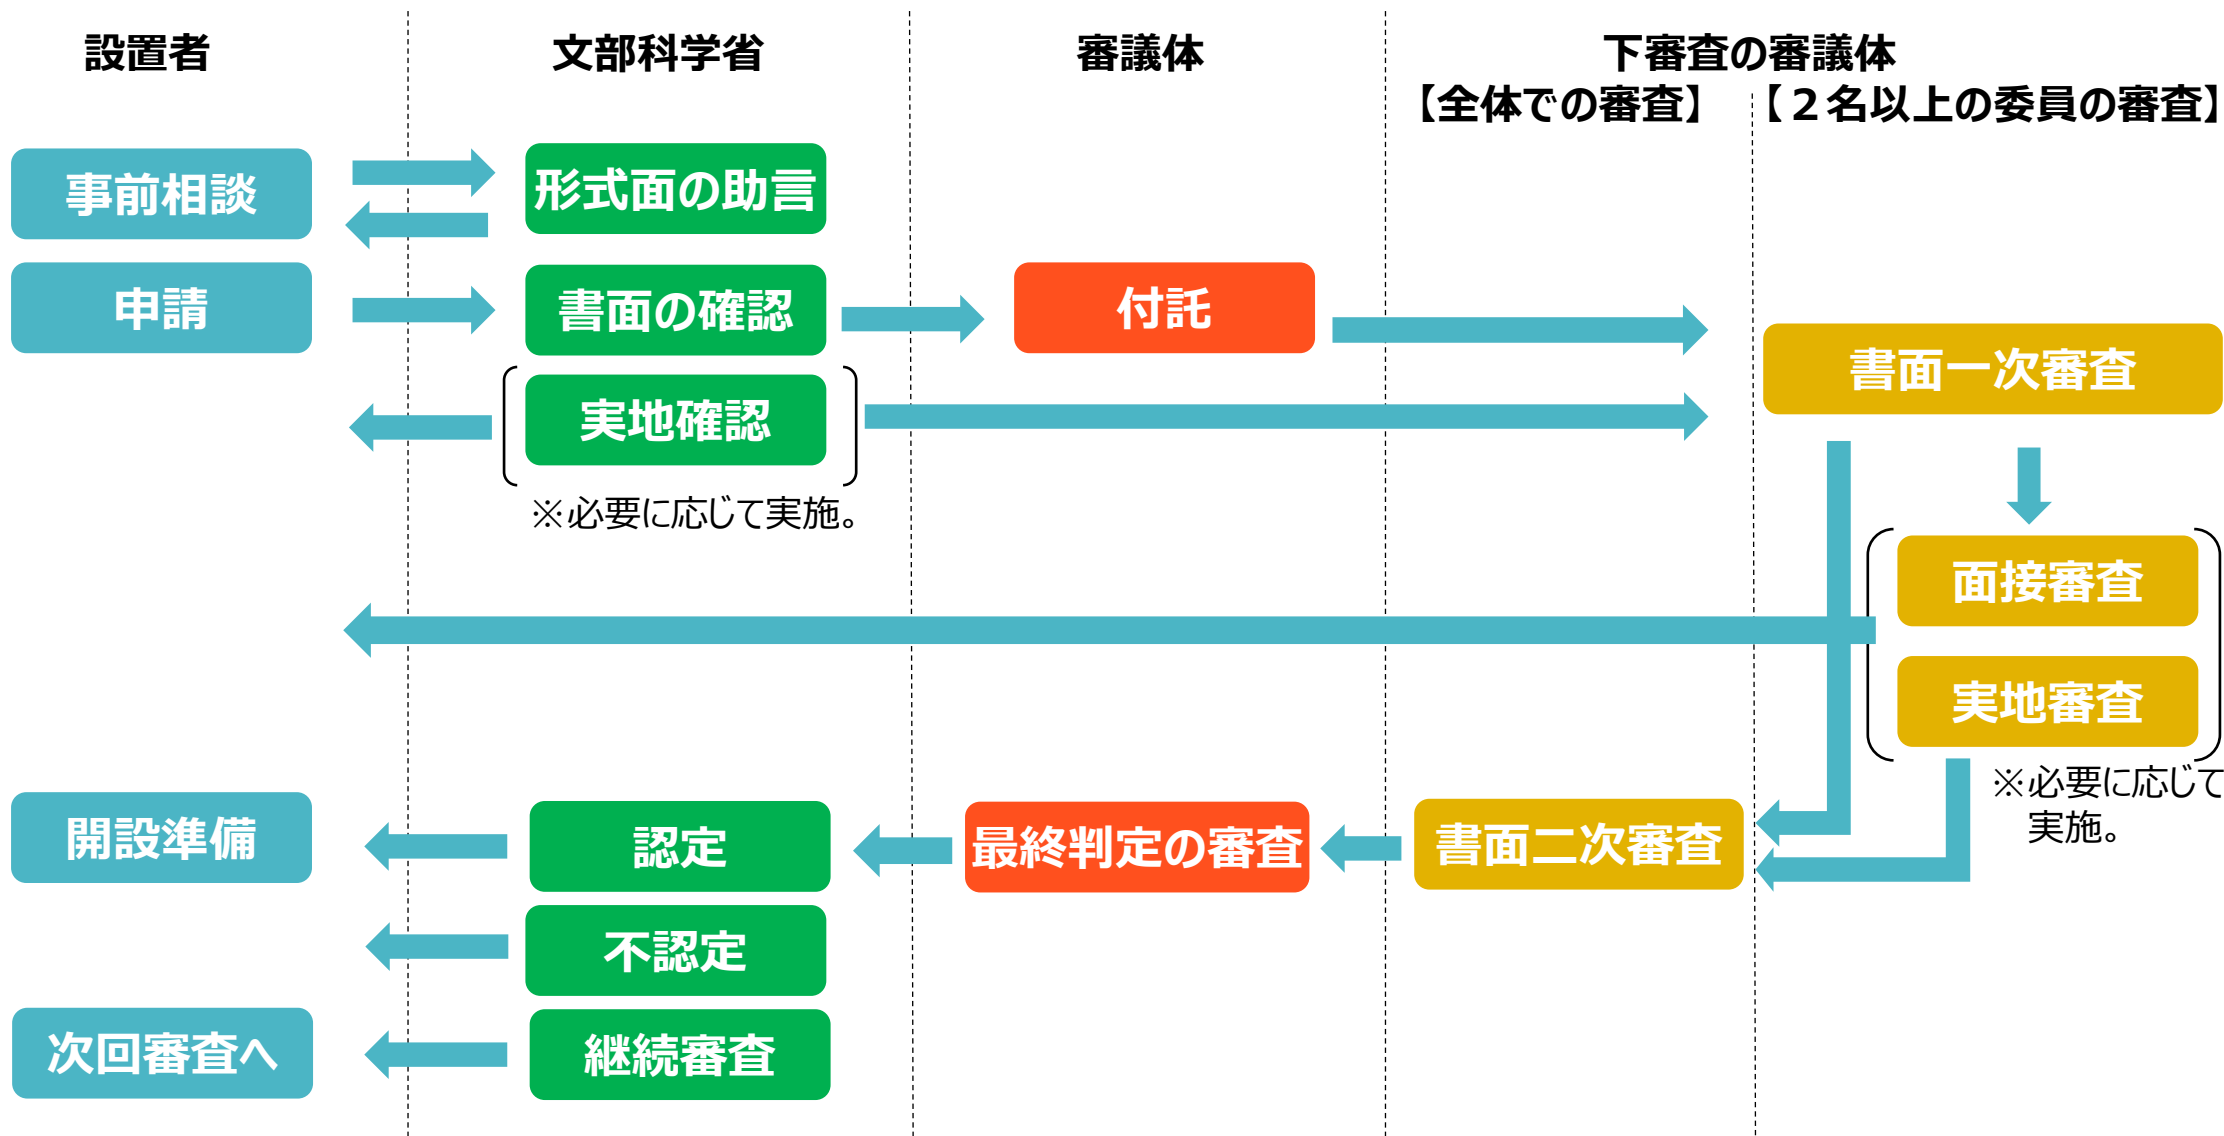 設置者
文部科学省
審議体
下審査の審議体
【全体での審査】
【２名以上の委員の審査】
事前相談
形式面の助言
申請
書面の確認
付託
書面一次審査
実地確認
※必要に応じて実施。
面接審査
実地審査
※必要に応じて
実施。
開設準備
認定
最終判定の審査
書面二次審査
不認定
次回審査へ
継続審査